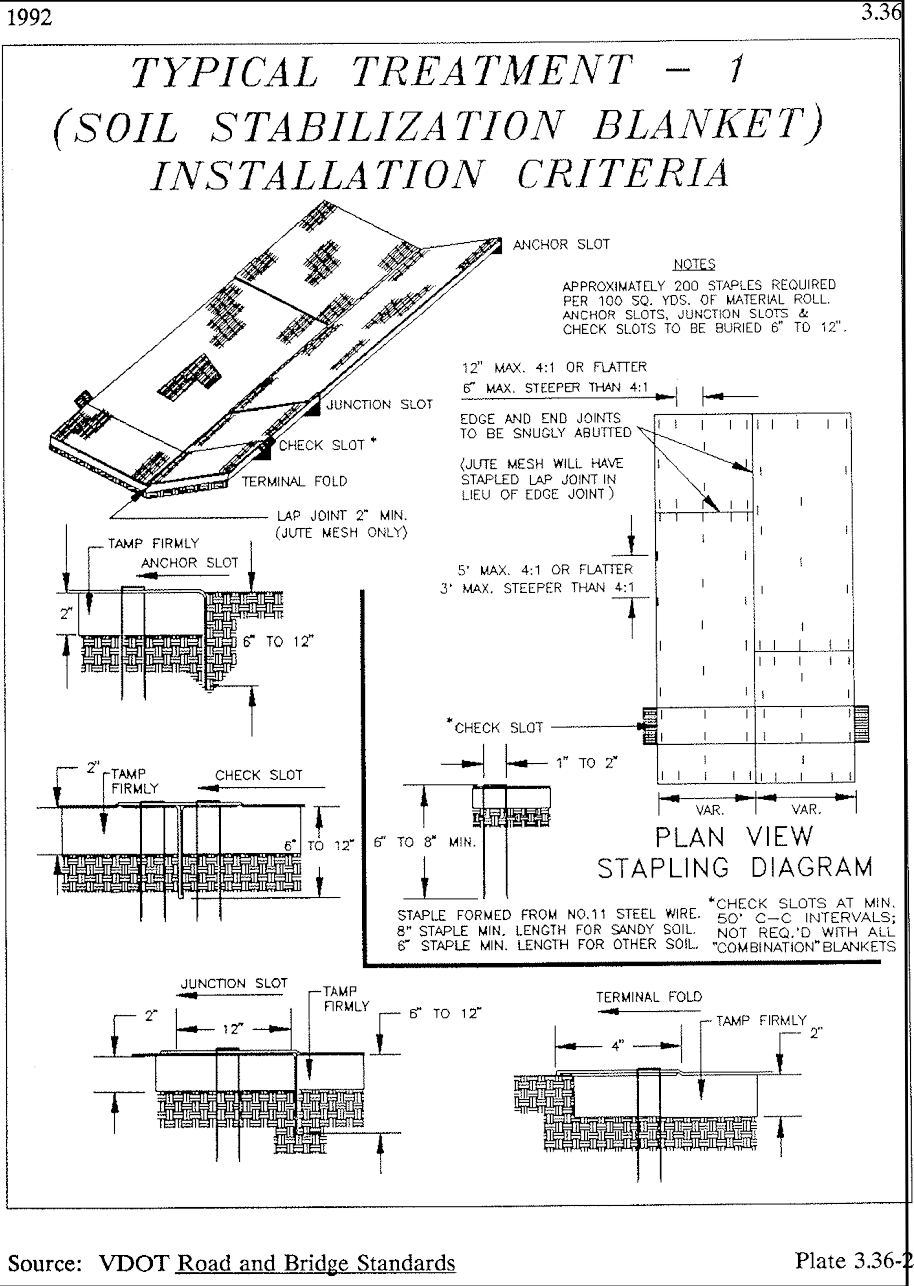 1992
3.36
TYPICAL TREATMENT - 1
(SOIL STABILIZATION BLANKET)
INSTALLATION CRITERIA
ANCHOR SLOT
NOTES
APPROXIMATELY 200 STAPLES REQUIRED
PER 100 SQ. YDS. OF MATERIAL ROLL.
ANCHOR SLOTS, JUNCTION SLOTS &
CHECK SLOTS TO BE BURIED 6" TO 12".
12" MAX. 4:1 OR FLATTER
6" MAX. STEEPER THAN 4:1
JUNCTION SLOT
EDGE AND END JOINTS
TO BE SNUGLY ABUTTED
CHECK SLOT *
(JUTE MESH WILL HAVE
STAPLED LAP JOINT IN
LIEU OF EDGE JOINT)
TERMINAL FOLD
LAP JOINT 2" MIN.
(JUTE MESH ONLY)
TAMP FIRMLY
ANCHOR SLOT
5' MAX. 4:1 OR FLATTER
3' MAX. STEEPER THAN 4:1
2"
6" TO 12"
*CHECK SLOT
1" TO 2"
2"
TAMP
FIRMLY
CHECK SLOT
VAR.
VAR.
6" TO 12"
6" TO 8" MIN.
PLAN VIEW
STAPLING DIAGRAM
STAPLE FORMED FROM NO.11 STEEL WIRE.
8" STAPLE MIN. LENGTH FOR SANDY SOIL.
6" STAPLE MIN. LENGTH FOR OTHER SOIL.
*CHECK SLOTS AT MIN.
50' C-C INTERVALS;
NOT REQ.'D WITH ALL
"COMBINATION" BLANKETS
JUNCTION SLOT
TAMP
FIRMLY
2"
12"
6" TO 12"
TERMINAL FOLD
TAMP FIRMLY
4"
2"
Source: VDOT Road and Bridge Standards
Plate 3.36-2